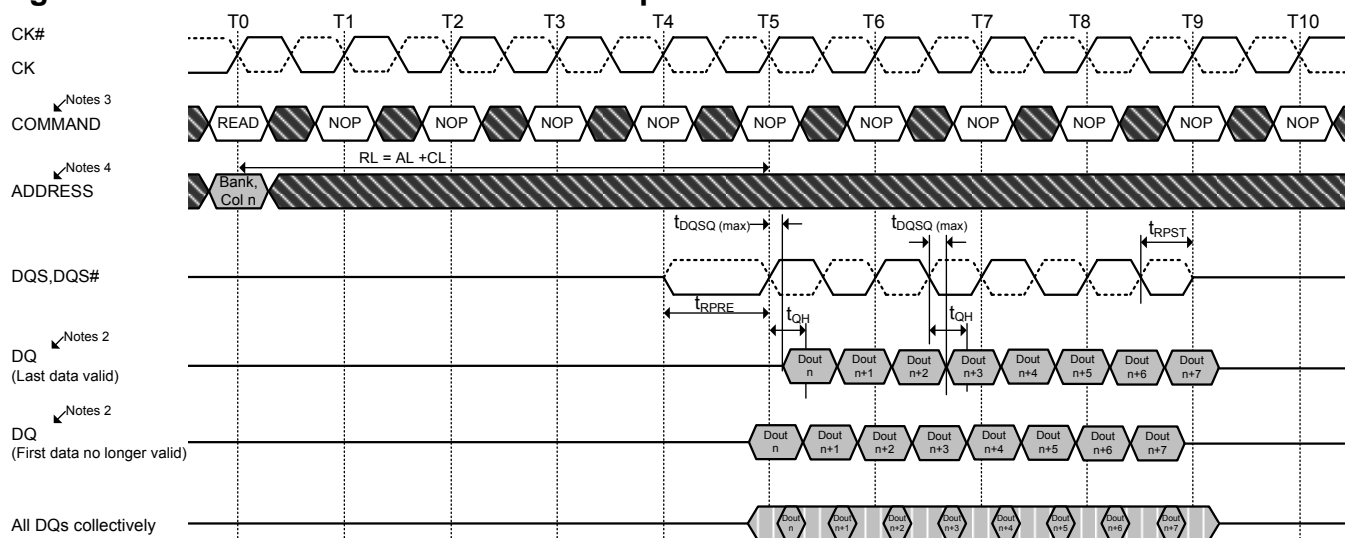 T0 T1 T2 T3 T4 T5 T6 T7 T8 T9 T10
CK#
CK
Notes 3
COMMAND
READ NOP NOP NOP NOP NOP NOP NOP NOP NOP NOP
RL = AL +CL
Notes 4
ADDRESS
Bank,
Col n
tDQSQ (max) tDQSQ (max) tRPST
DQS,DQS#
tRPRE
tQH tQH
Notes 2
DQ
(Last data valid)
Dout Dout Dout Dout Dout Dout Dout Dout
n n+1 n+2 n+3 n+4 n+5 n+6 n+7
Notes 2
DQ
(First data no longer valid)
Dout Dout Dout Dout Dout Dout Dout Dout
n n+1 n+2 n+3 n+4 n+5 n+6 n+7
All DQs collectively
Dout Dout Dout Dout Dout Dout Dout Dout
n n+1 n+2 n+3 n+4 n+5 n+6 n+7